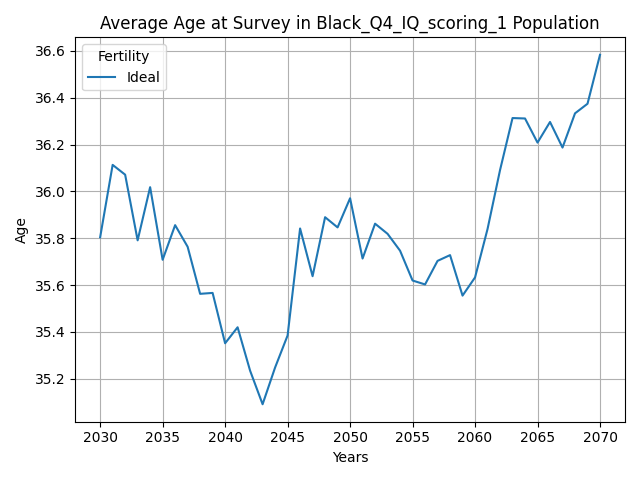 Average Age at Survey in Black_Q4_IQ_scoring_1 Population
Fertility
Ideal
36.6
36.4
36.2
36.0
35.8
35.6
35.4
35.2
Age
2030 2035 2040 2045 2050 2055 2060 2065 2070
Years